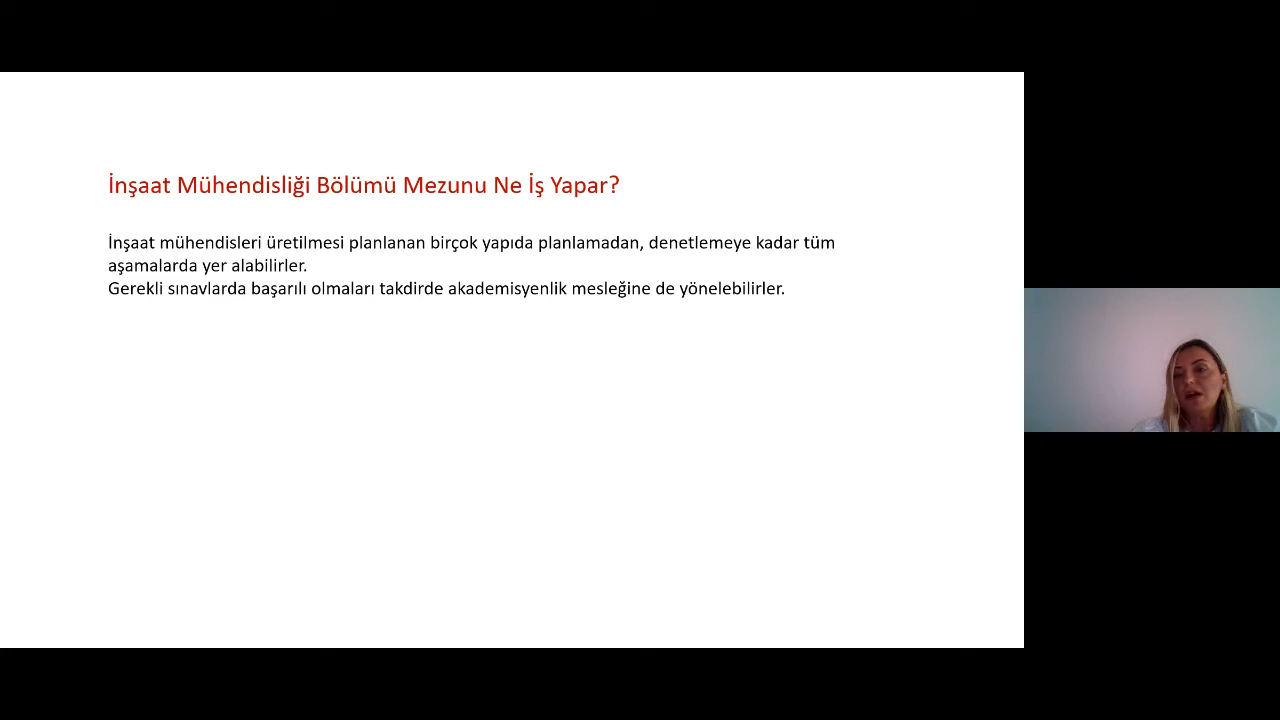 İnşaat Mühendisliği Bölümü Mezunu Ne İş Yapar?
İnşaat mühendisleri üretilmesi planlanan birçok yapıda planlamadan, denetlemeye kadar tüm
aşamalarda yer alabilirler.
Gerekli sınavlarda başarılı olmaları takdirde akademisyenlik mesleğine de yönelebilirler.